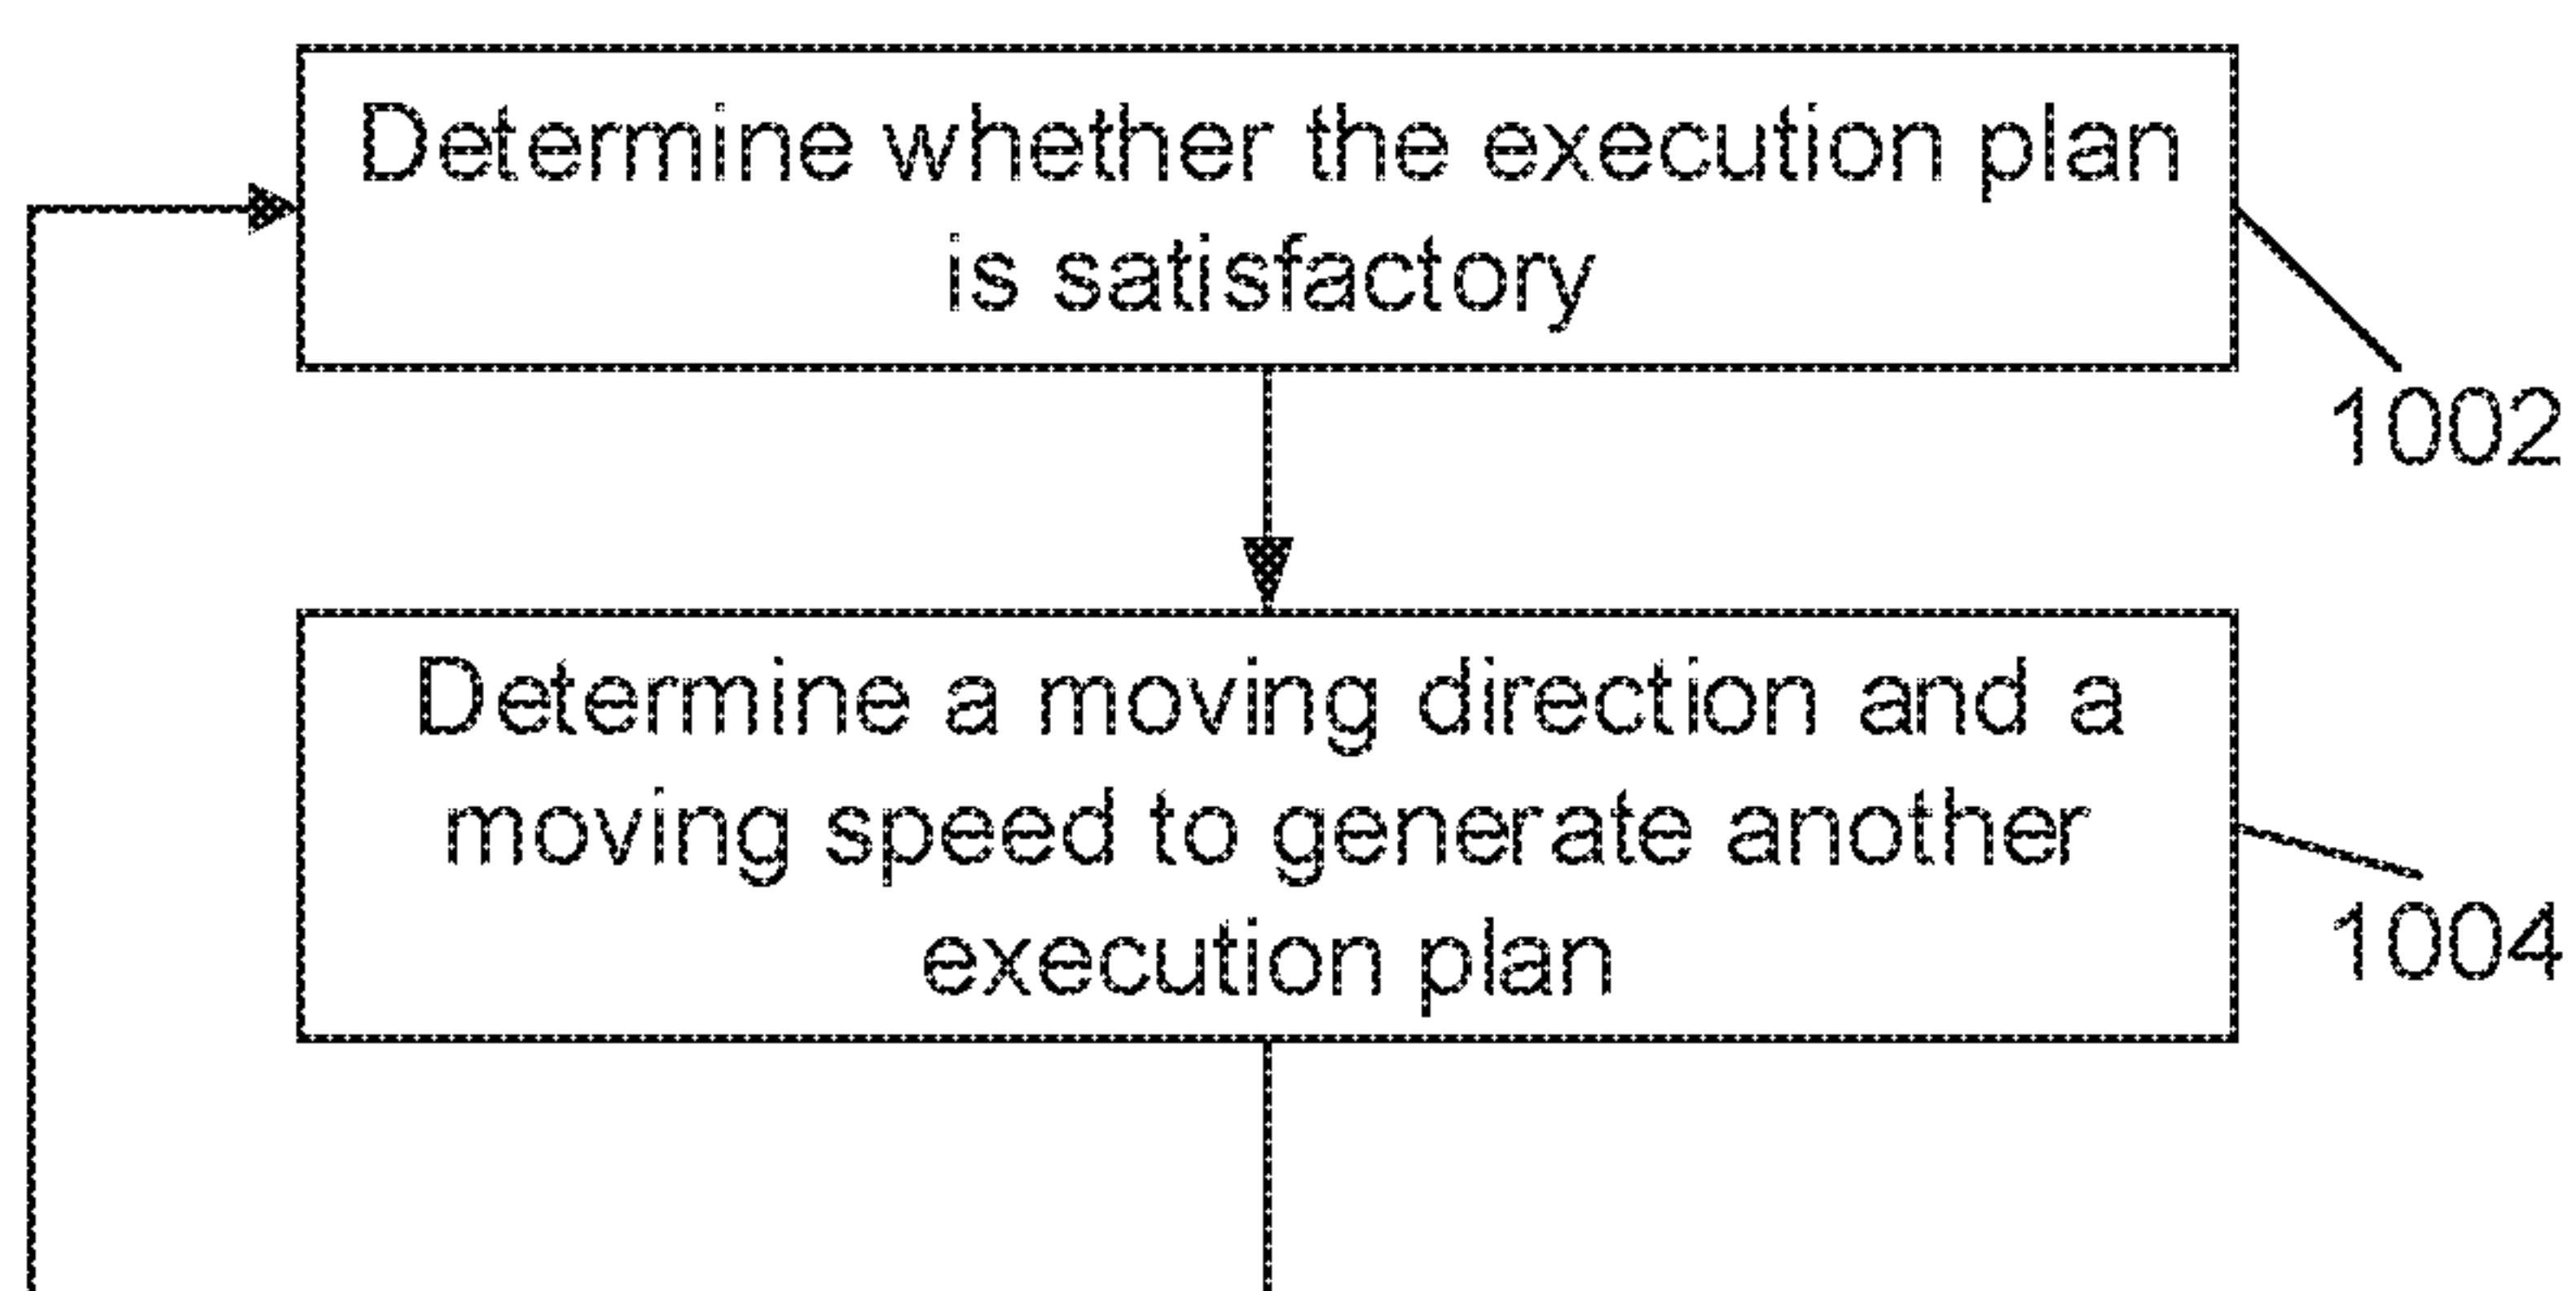 Determine whether the execution plan
is satisfactory
1002
Determine a moving direction and a
moving speed to generate another
execution plan
1004